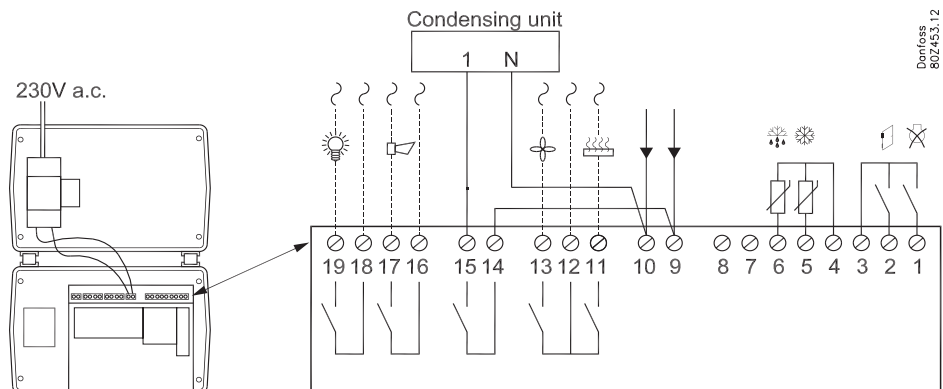 Condensing unit
1 N
230V a.c.
Danfoss
80Z453.12
19 18 17 16 15 14 13 12 11 10 9 8 7 6 5 4 3 2 1